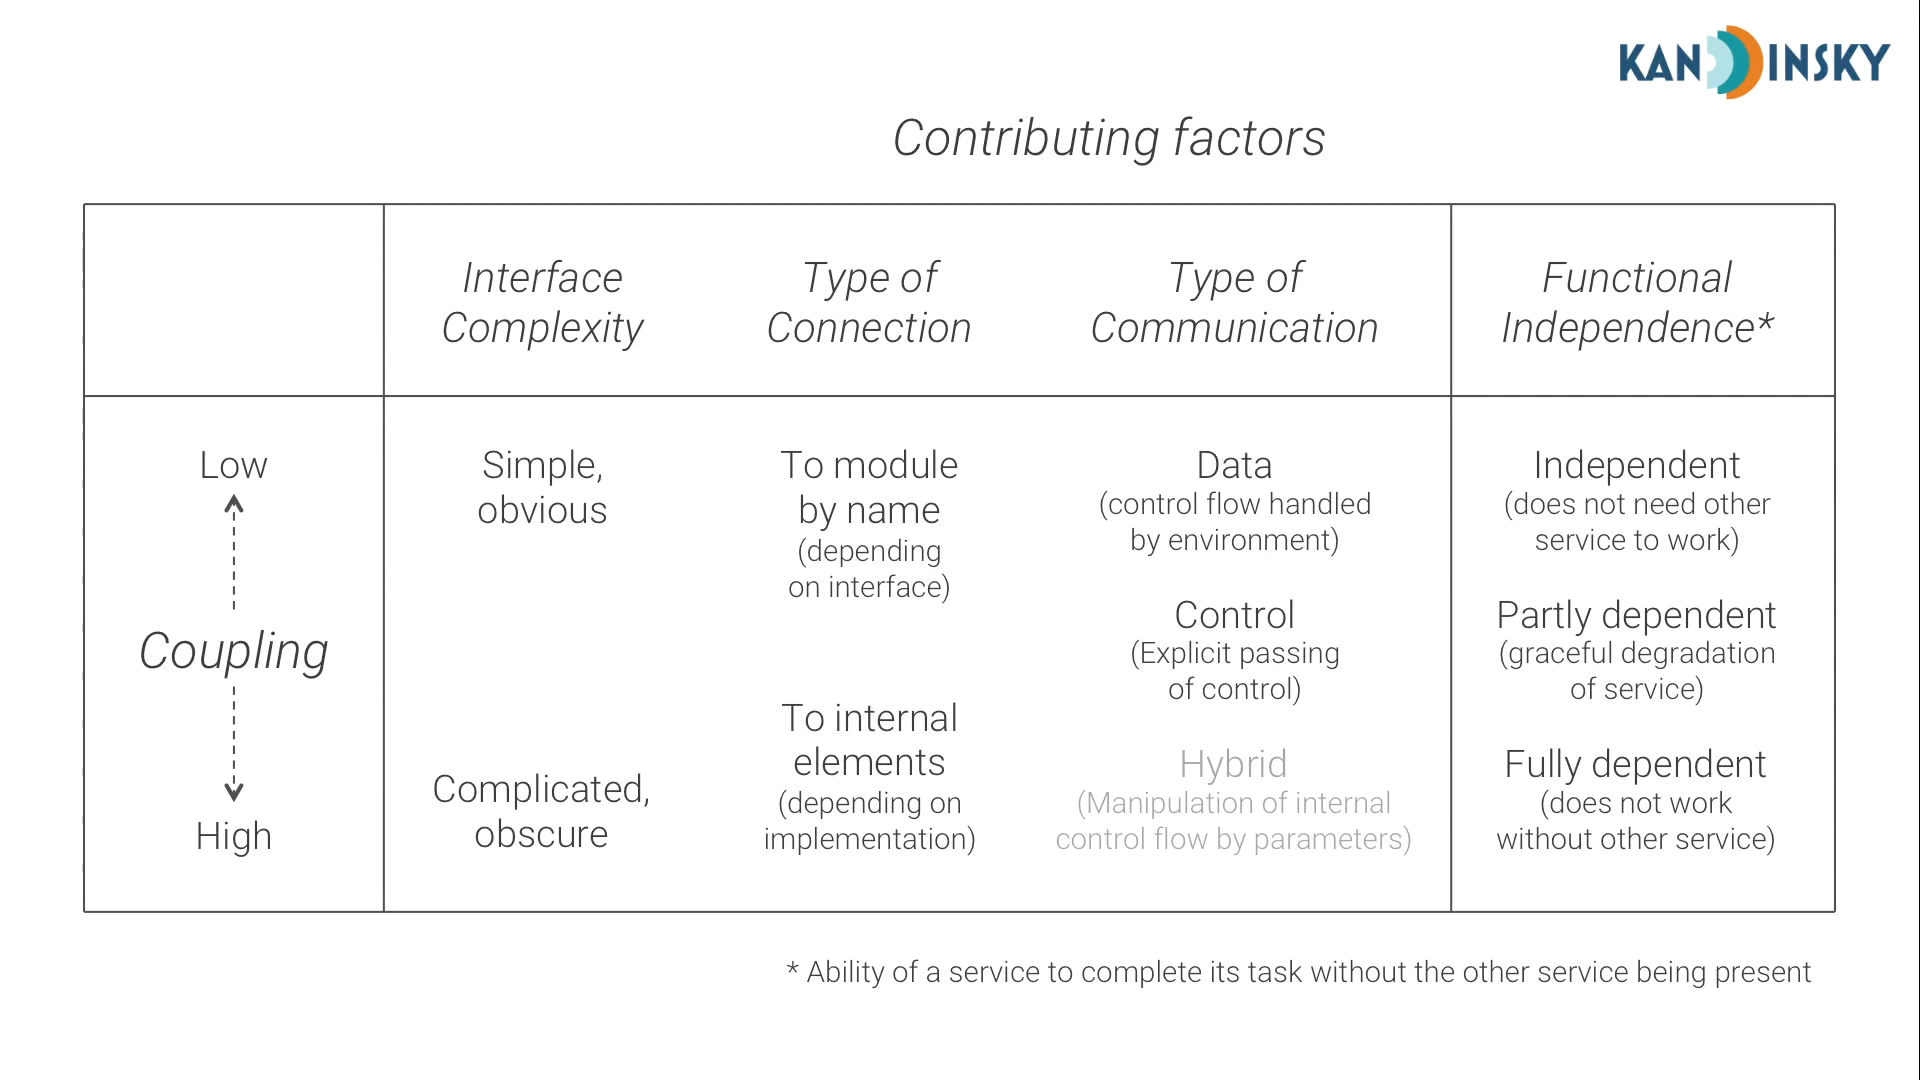 KANDINSKY
Contributing factors
Interface
Complexity
Type of
Connection
Type of
Communication
Functional
Independence*
Low
Coupling
High
Simple,
obvious
Complicated,
obscure
To module
by name
(depending
on interface)
To internal
elements
(depending on
implementation)
Data
(control flow handled
by environment)
Control
(Explicit passing
of control)
Hybrid
(Manipulation of internal
control flow by parameters)
Independent
(does not need other
service to work)
Partly dependent
(graceful degradation
of service)
Fully dependent
(does not work
without other service)
* Ability of a service to complete its task without the other service being present